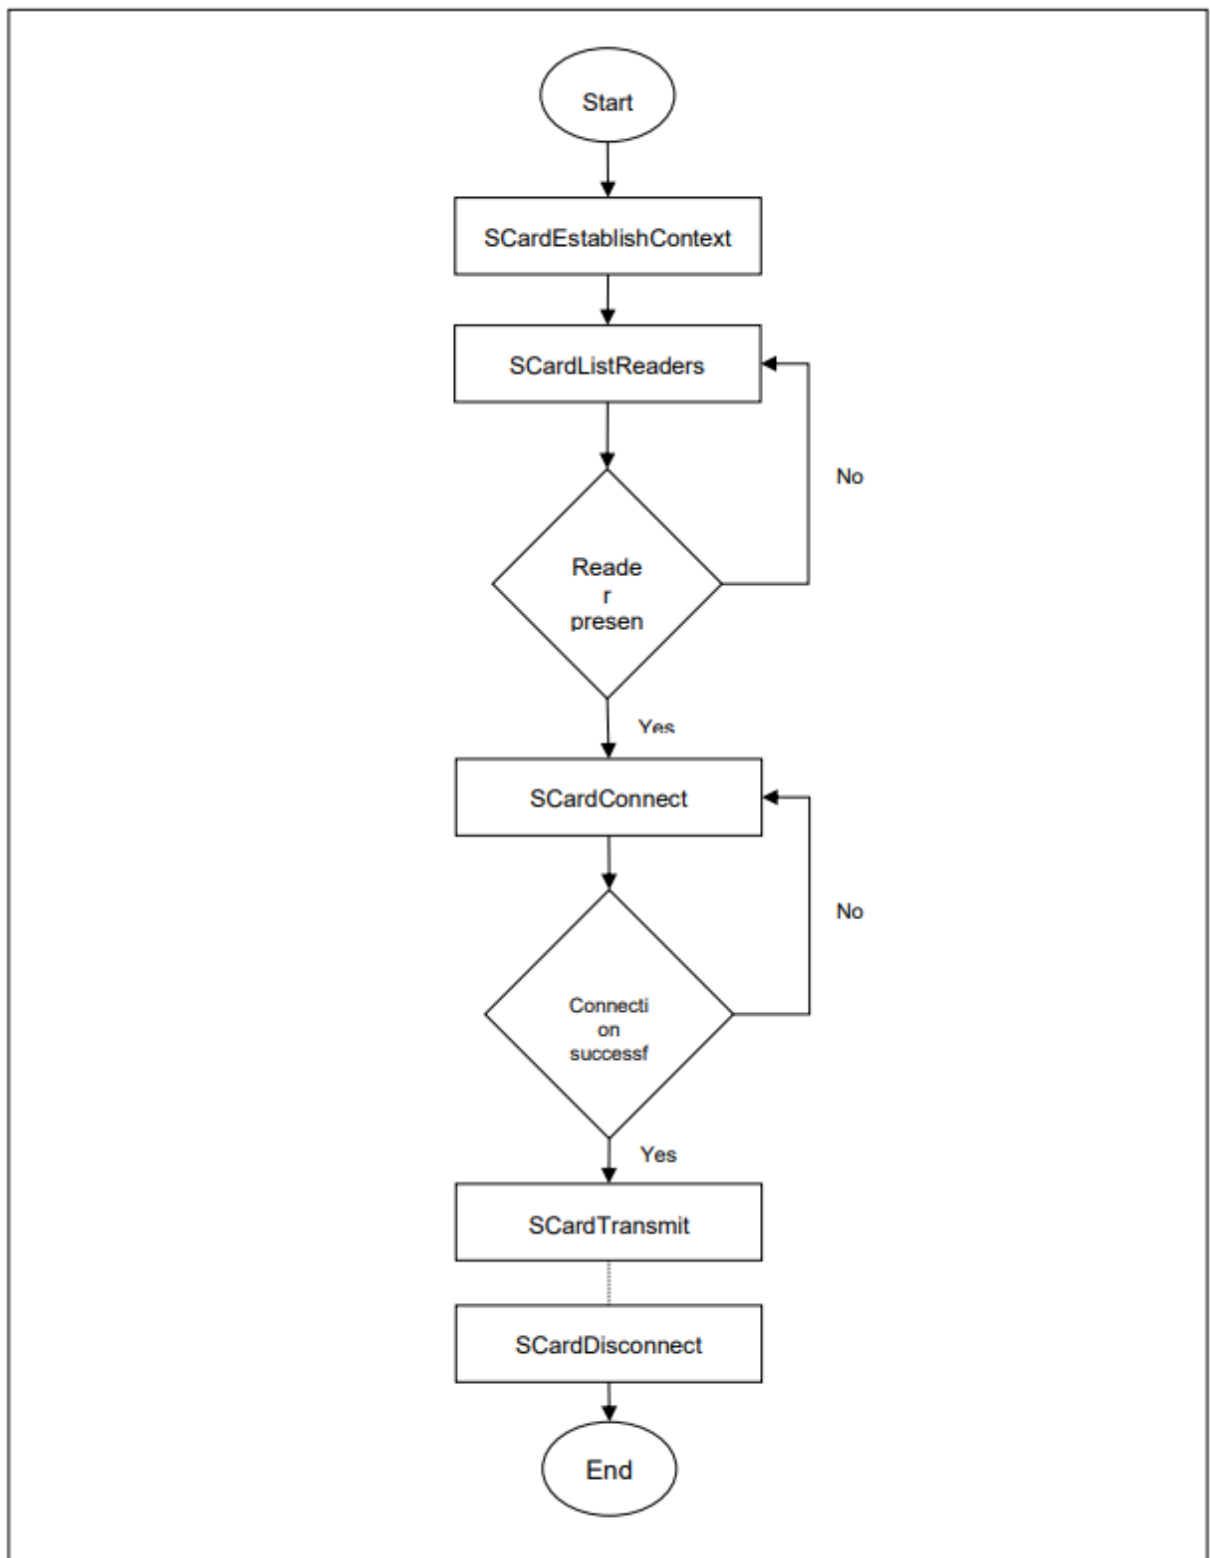 Start
SCardEstablishContext
SCardListReaders
No
Reade
r
presen
Yes
SCardConnect
No
Connecti
on
successf
Yes
SCardTransmit
SCardDisconnect
End